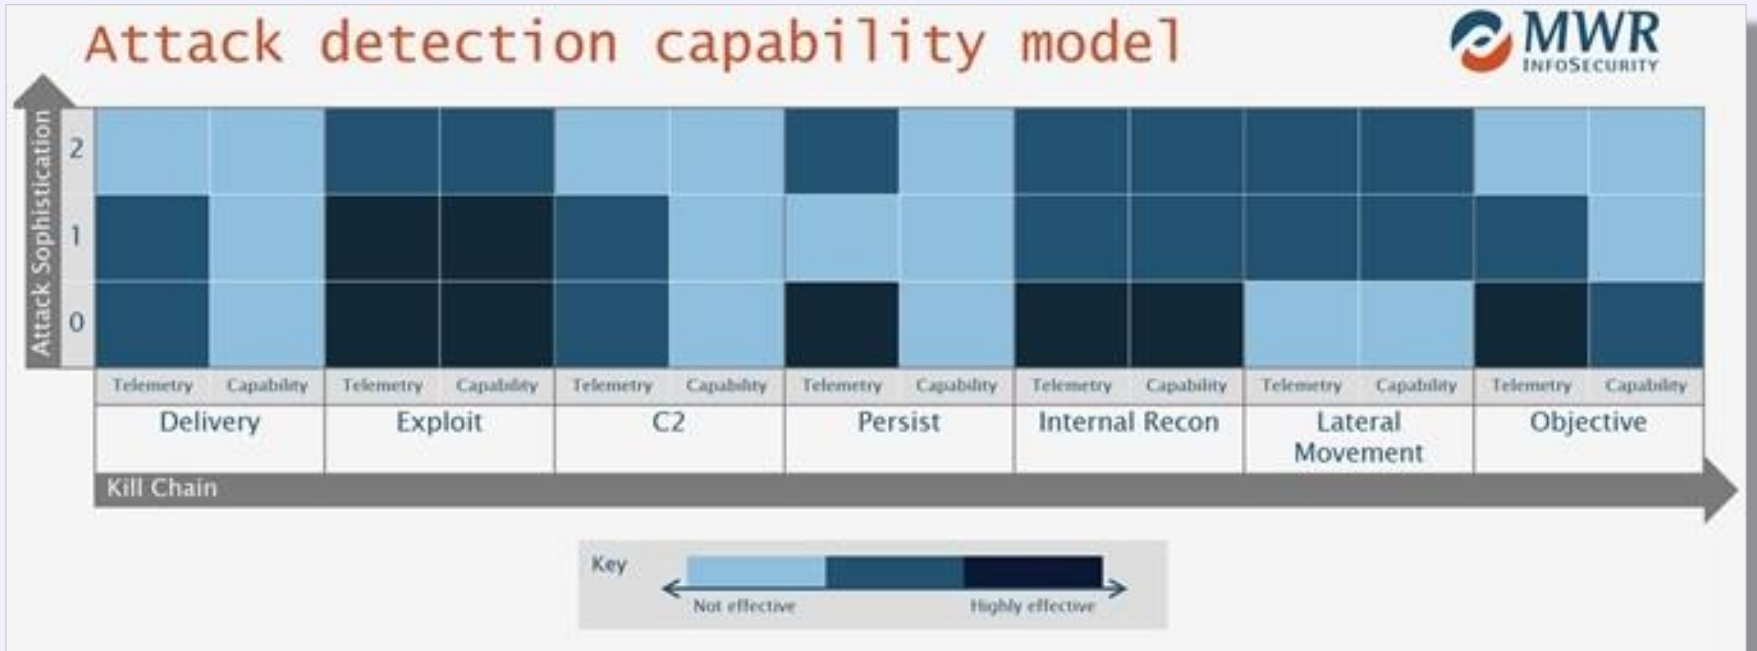 Attack detection capability model
MWR
INFOSECURITY
Attack Sophistication
2
1
0
Telemetry Capability Telemetry Capability Telemetry Capability Telemetry Capability Telemetry Capability Telemetry Capability Telemetry Capability
Delivery Exploit C2 Persist Internal Recon Lateral Objective
Movement
Kill Chain
Key
Not effective Highly effective